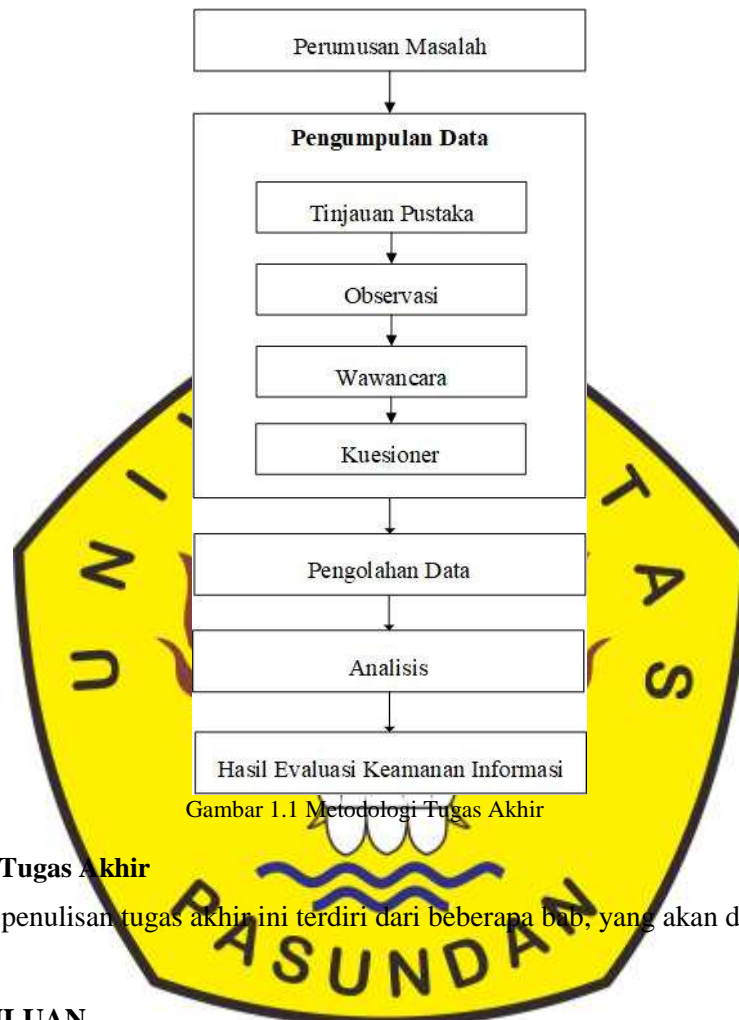 Perumusan Masalah
Pengumpulan Data
Tinjauan Pustaka
Observasi
Wawancara
Kuesioner
Pengolahan Data
Analisis
Hasil Evaluasi Keamanan Informasi
Gambar 1.1 Metodologi Tugas Akhir
Tugas Akhir
penulisan tugas akhir ini terdiri dari beberapa bab, yang akan d
PASUNDAN